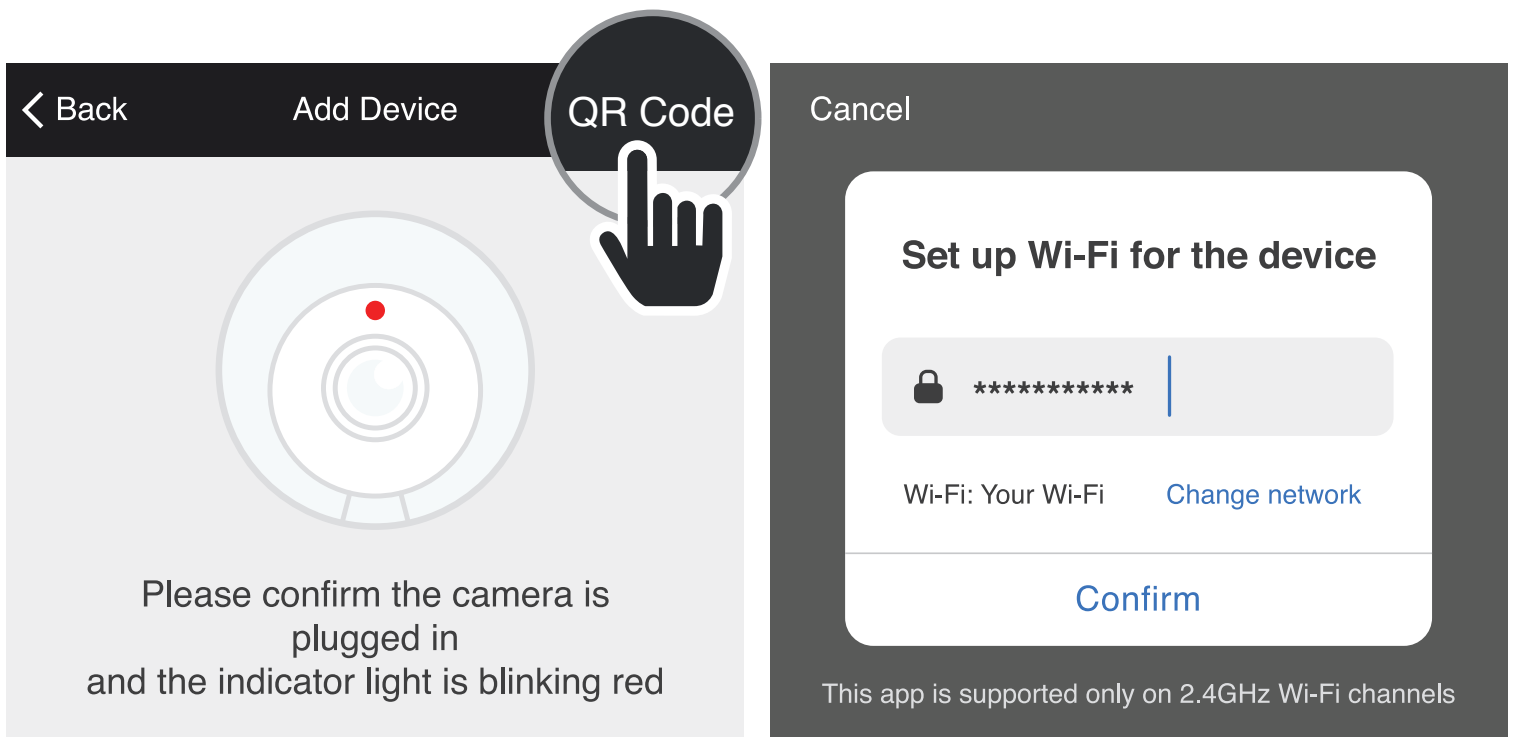 Back
Add Device
QR Code
Please confirm the camera is
plugged in
and the indicator light is blinking red
Cancel
Set up Wi-Fi for the device
***********
Wi-Fi: Your Wi-Fi
Change network
Confirm
This app is supported only on 2.4GHz Wi-Fi channels